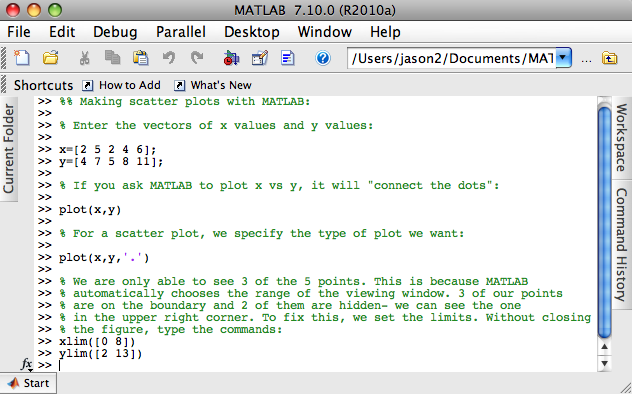 MATLAB 7.10.0 (R2010a)
File Edit Debug Parallel Desktop Window Help
/Users/jason2/Documents/MAT
...
Shortcuts How to Add What's New
Current Folder
>> %% Making scatter plots with MATLAB:
>>
>> % Enter the vectors of x values and y values:
>>
>> x=[2 5 2 4 6];
>> y=[4 7 5 8 11];
>>
>> % If you ask MATLAB to plot x vs y, it will "connect the dots":
>>
>> plot(x,y)
>>
>> % For a scatter plot, we specify the type of plot we want:
>>
>> plot(x,y,'.')
>>
>> % We are only able to see 3 of the 5 points. This is because MATLAB
>> % automatically chooses the range of the viewing window. 3 of our points
>> % are on the boundary and 2 of them are hidden- we can see the one
>> % in the upper right corner. To fix this, we set the limits. Without closing
>> % the figure, type the commands:
>> xlim([0 8])
>> ylim([2 13])
fx >>
Workspace
Command History
Start